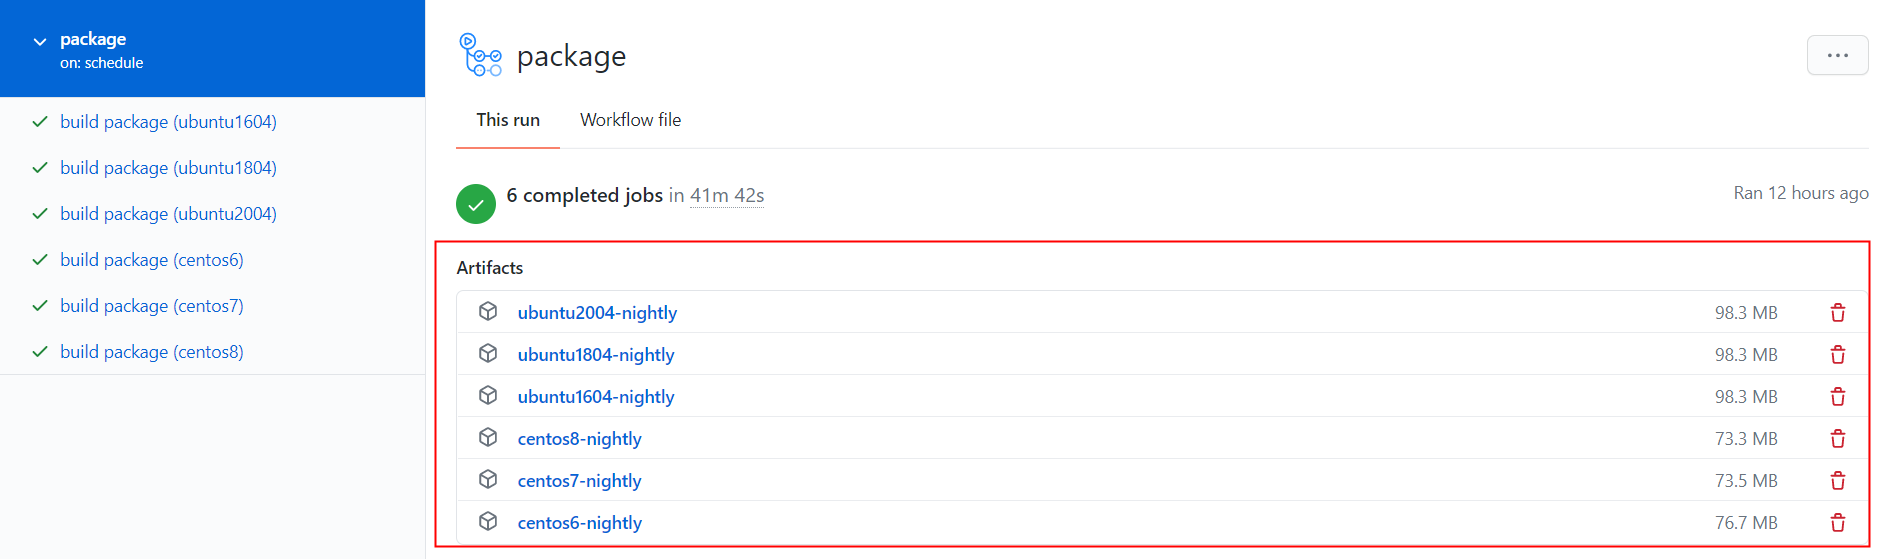 package
on: schedule
build package (ubuntu1604)
build package (ubuntu1804)
build package (ubuntu2004)
build package (centos6)
build package (centos7)
build package (centos8)
package
...
This run Workflow file
6 completed jobs in 41m 42s
Ran 12 hours ago
Artifacts
ubuntu2004-nightly 98.3 MB
ubuntu1804-nightly 98.3 MB
ubuntu1604-nightly 98.3 MB
centos8-nightly 73.3 MB
centos7-nightly 73.5 MB
centos6-nightly 76.7 MB